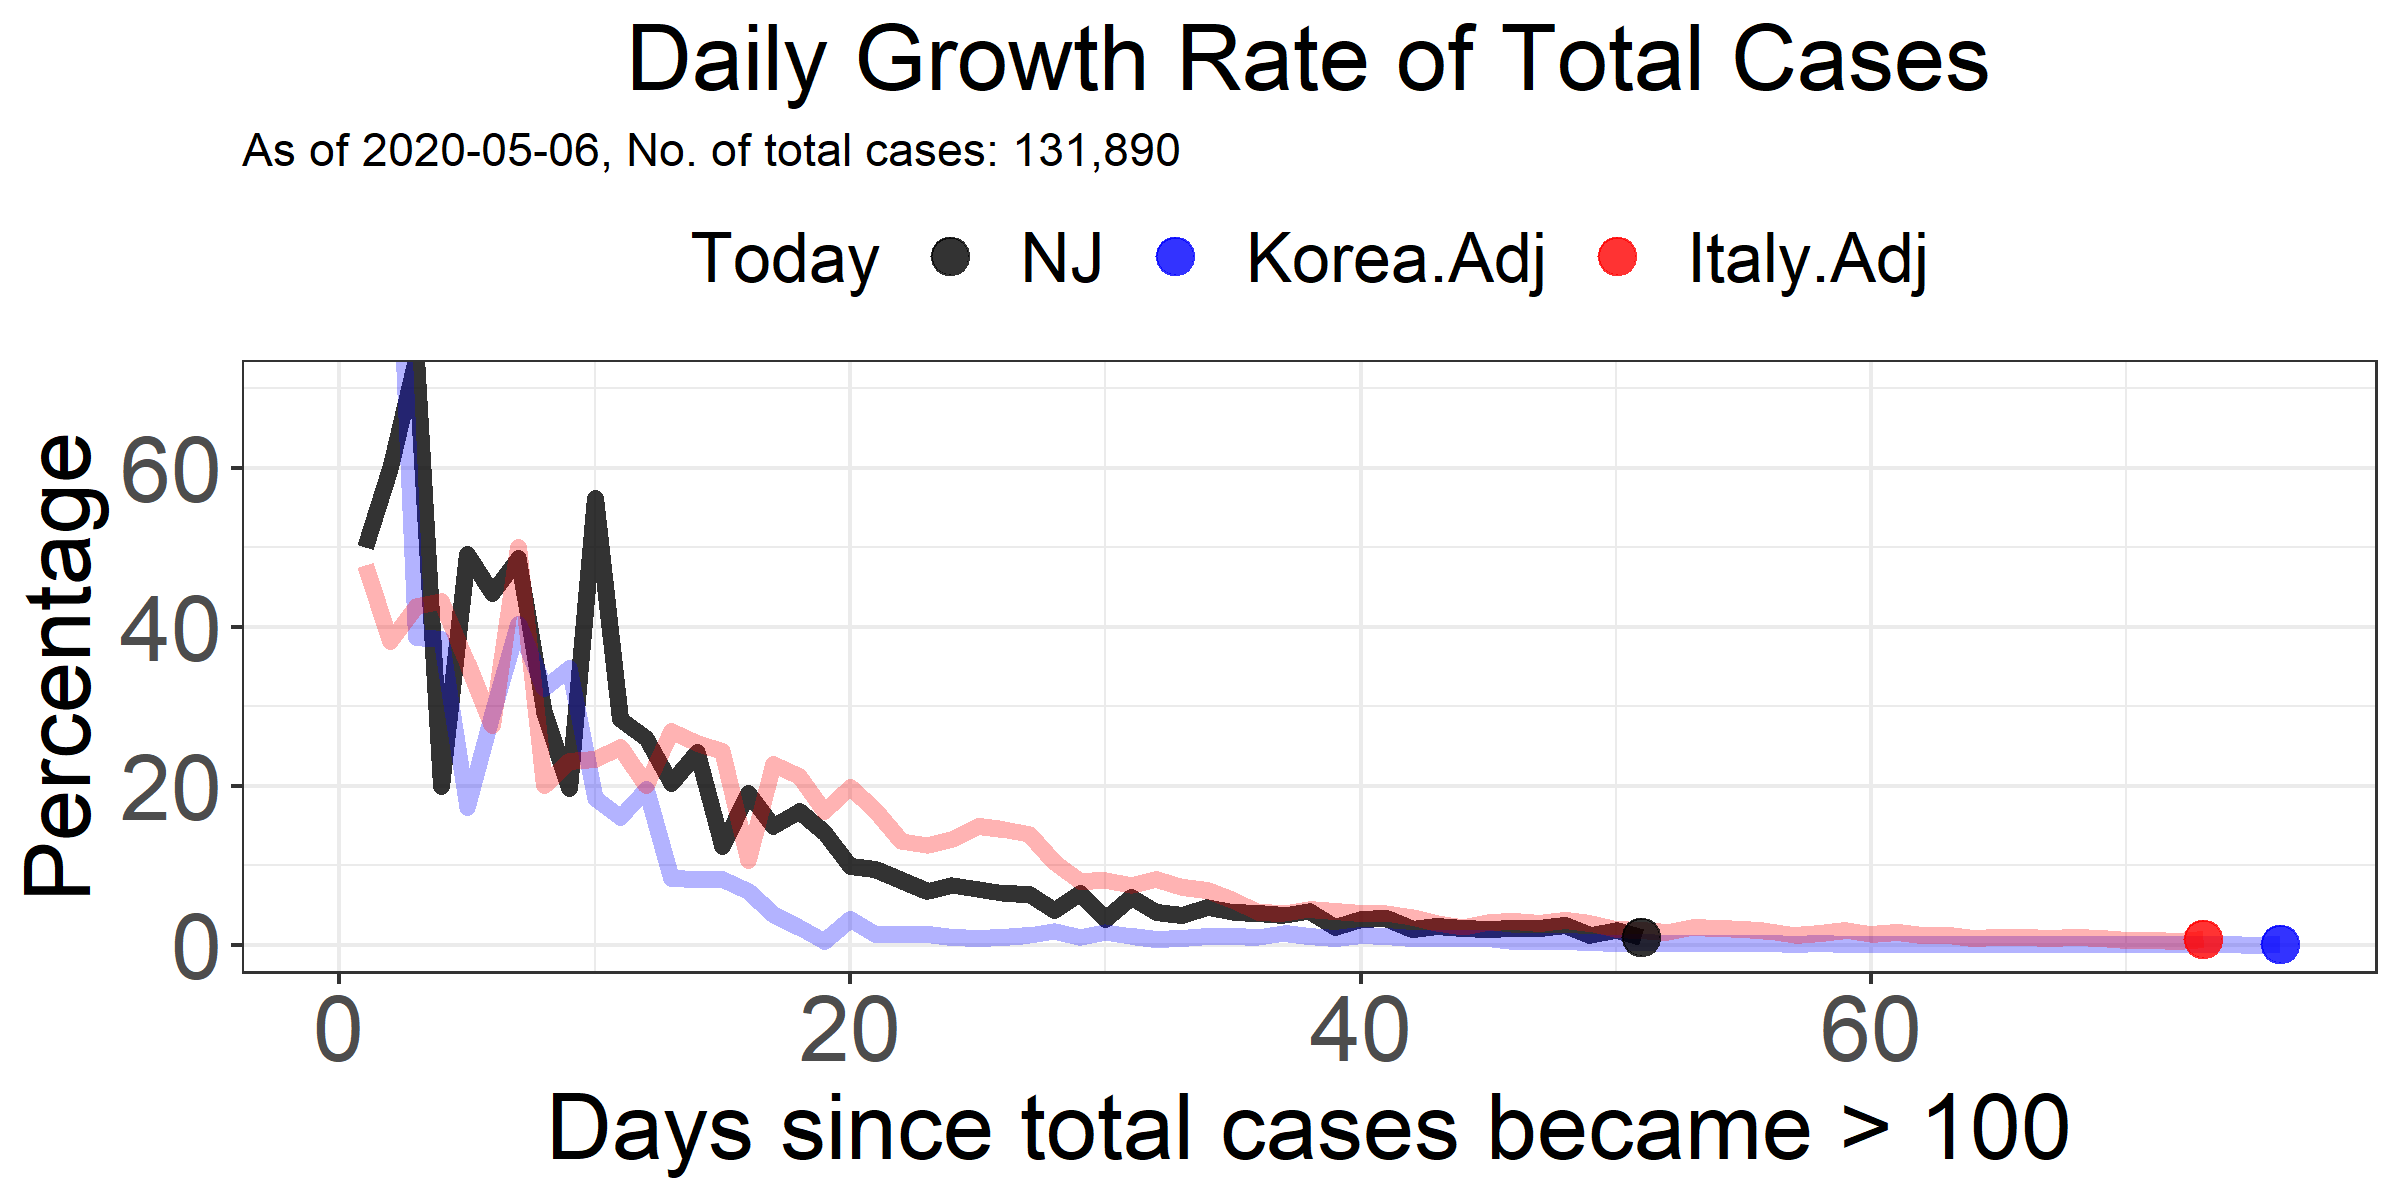 Daily Growth Rate of Total Cases
As of 2020-05-06, No. of total cases: 131,890
Today NJ Korea.Adj Italy.Adj
Percentage
60
40
20
0
0 20 40 60
Days since total cases became > 100